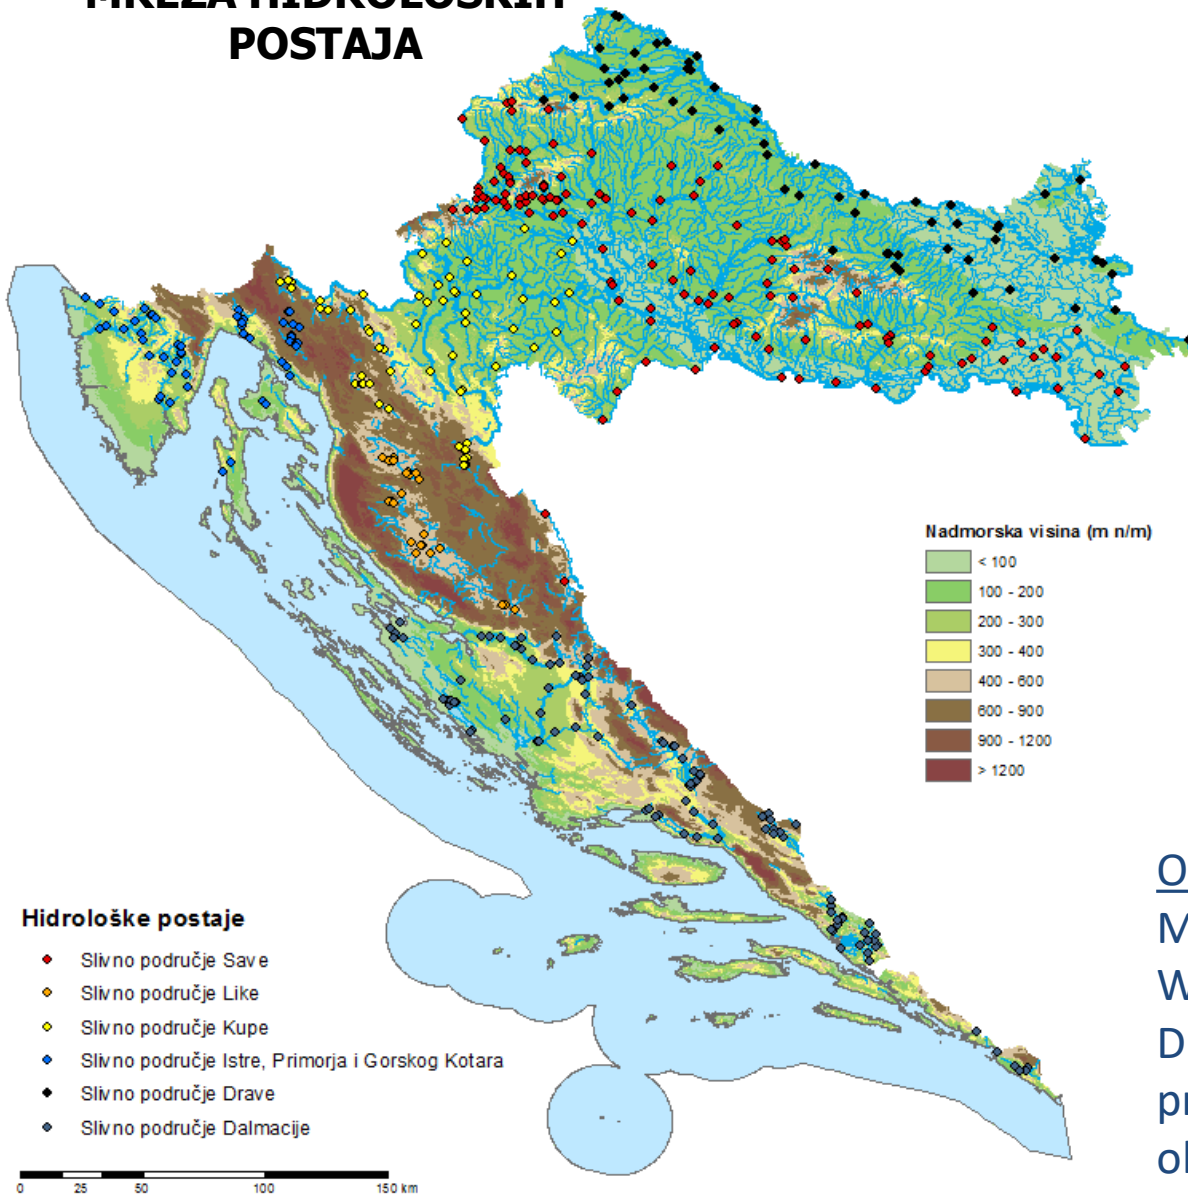 MREŽA HIDROLOŠKIH
POSTAJA
Nadmorska visina (m n/m)
< 100
100 - 200
200 - 300
300 - 400
400 - 600
600 - 900
900 - 1200
> 1200
Hidrološke postaje
Slivno područje Save
Slivno područje Like
Slivno područje Kupe
Slivno područje Istre, Primorja i Gorskog Kotara
Slivno područje Drave
Slivno područje Dalmacije
0 25 50 100 150 km